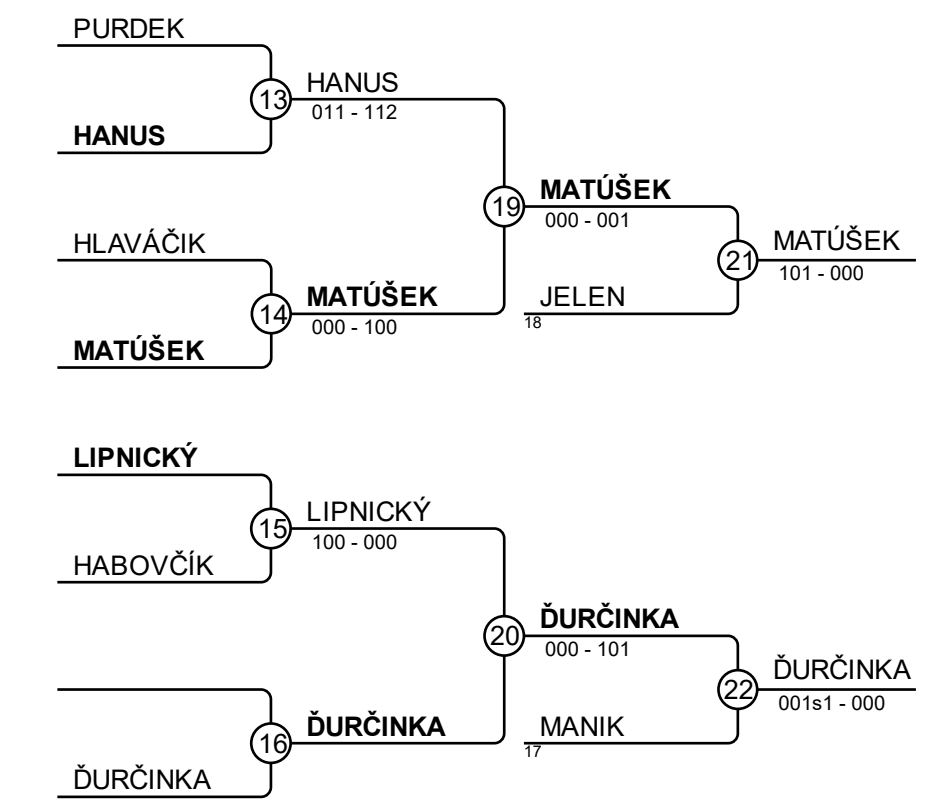 PURDEK
13
HANUS
011 - 112
HANUS
19
MATÚŠEK
000 - 001
HLAVÁČIK
14
MATÚŠEK
000 - 100
MATÚŠEK
21
MATÚŠEK
101 - 000
JELEN
18
LIPNICKÝ
15
LIPNICKÝ
100 - 000
HABOVČÍK
20
ĎURČINKA
000 - 101
16
ĎURČINKA
ĎURČINKA
22
ĎURČINKA
001s1 - 000
MANIK
17